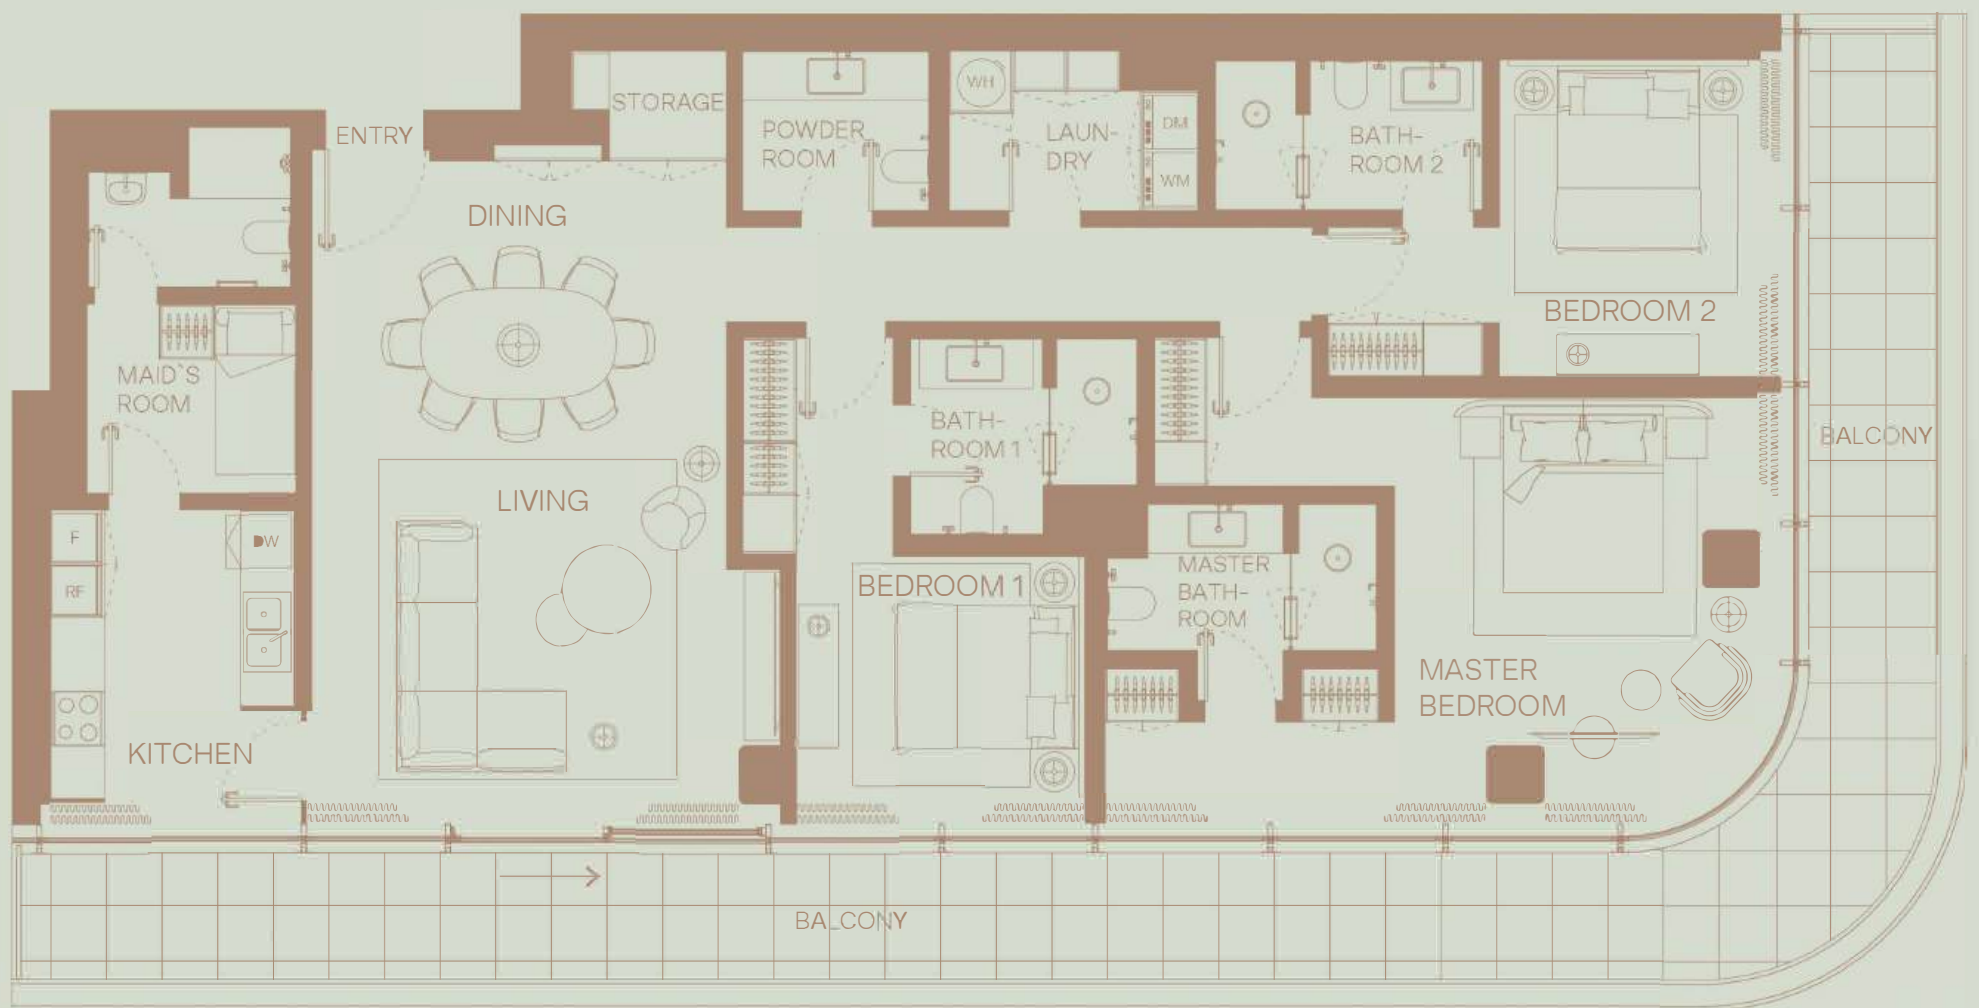 ENTRY
STORAGE
POWDER
ROOM
WH
LAUN-
DRY
DM
WM
BATH-
ROOM 2
DINING
BEDROOM 2
MAID`S
ROOM
BATH-
ROOM 1
BALCONY
LIVING
F
DW
RF
BEDROOM 1
MASTER
BATH-
ROOM
MASTER
BEDROOM
KITCHEN
BALCONY